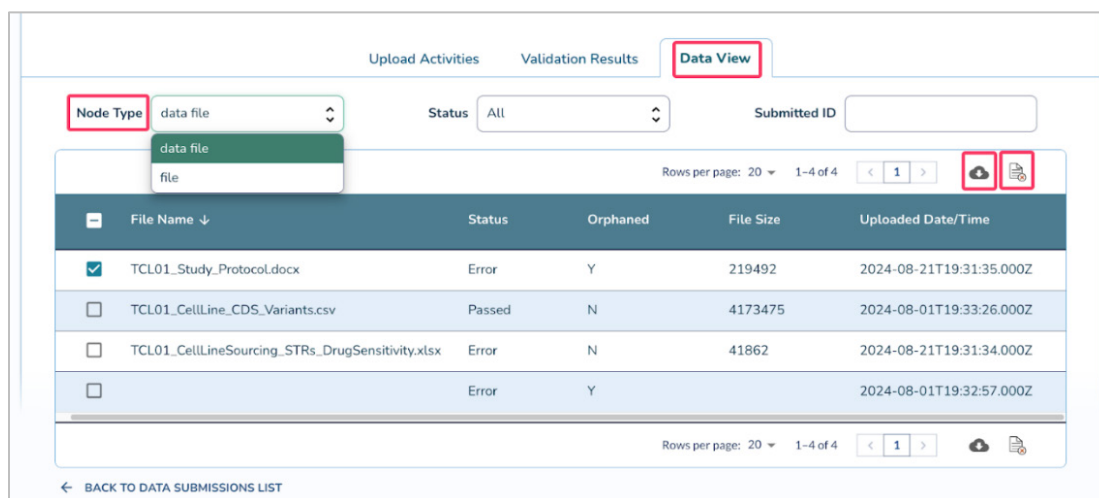 Upload Activities Validation Results Data View
Node Type data file Status All Submitted ID
data file
file
Rows per page: 20 1–4 of 4 < 1 >
File Name ↓ Status Orphaned File Size Uploaded Date/Time
TCL01_Study_Protocol.docx Error Y 219492 2024-08-21T19:31:35.000Z
TCL01_CellLine_CDS_Variants.csv Passed N 4173475 2024-08-01T19:33:26.000Z
TCL01_CellLineSourcing_STRs_DrugSensitivity.xlsx Error N 41862 2024-08-21T19:31:34.000Z
Error Y 2024-08-01T19:32:57.000Z
Rows per page: 20 1–4 of 4 < 1 >
← BACK TO DATA SUBMISSIONS LIST